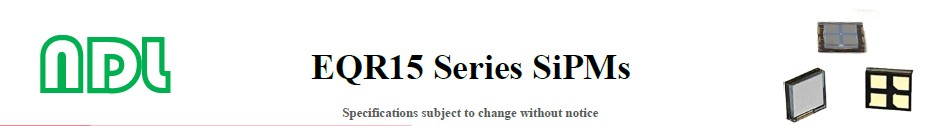 NDL
EQR15 Series SiPMs
Specifications subject to change without notice